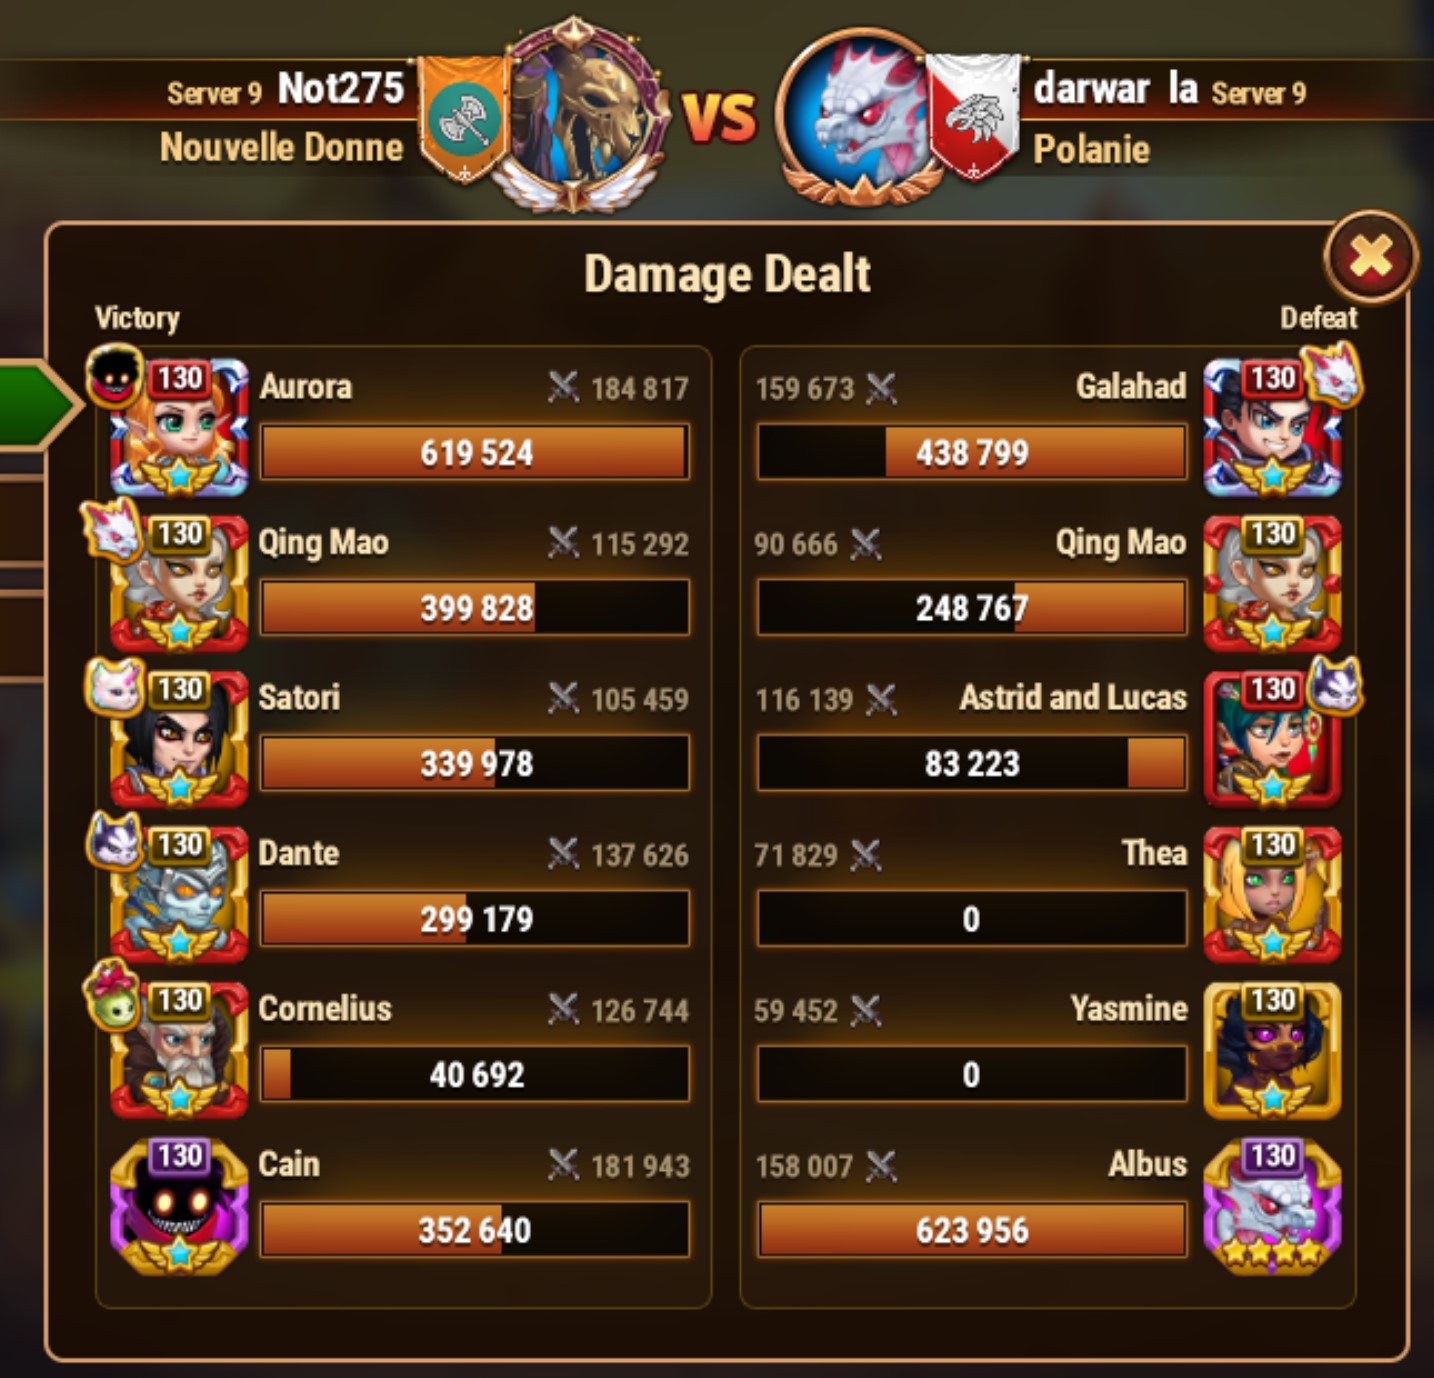 Server 9 Not275
Nouvelle Donne
VS
darwar la Server 9
Polanie
Damage Dealt
Victory
Defeat
130 Aurora 184 817
619 524
130 Qing Mao 115 292
399 828
130 Satori 105 459
339 978
130 Dante 137 626
299 179
130 Cornelius 126 744
40 692
130 Cain 181 943
352 640
159 673 Galahad 130
438 799
90 666 Qing Mao 130
248 767
116 139 Astrid and Lucas 130
83 223
71 829 Thea 130
0
59 452 Yasmine 130
0
158 007 Albus 130
623 956